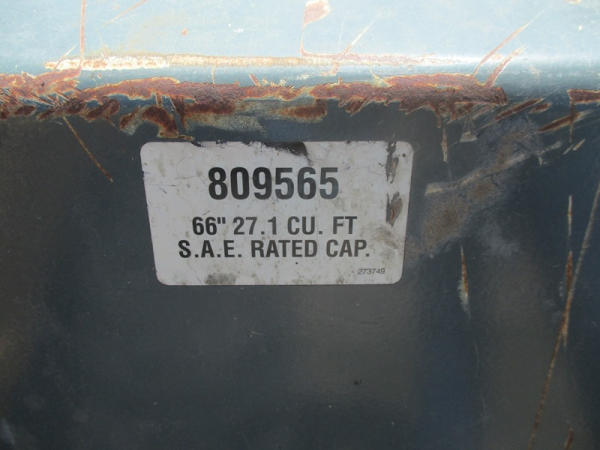 809565
66" 27.1 CU. FT
S.A.E. RATED CAP.
273749